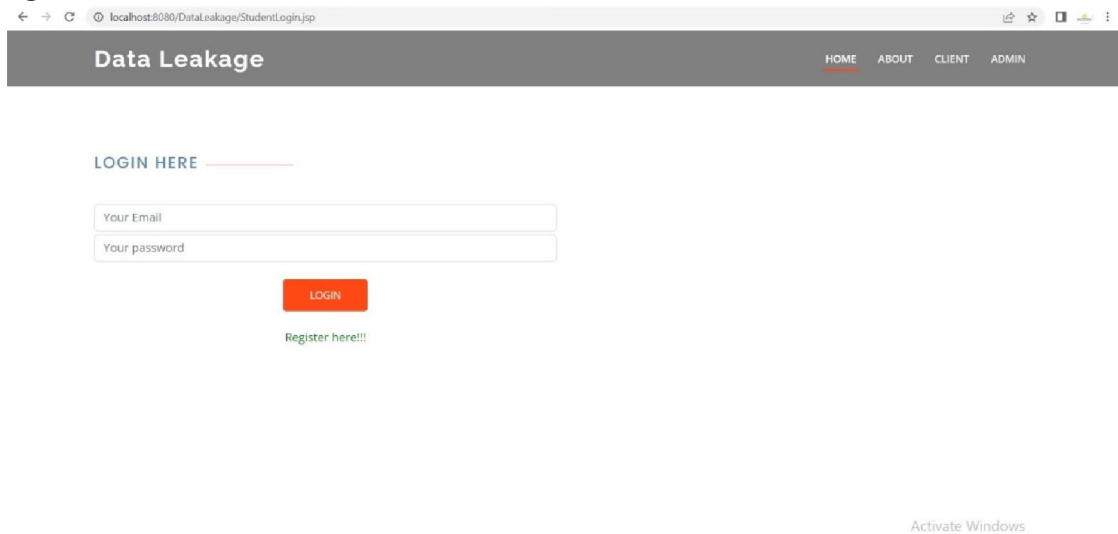 localhost:8080/DataLeakage/StudentLogin.jsp
Data Leakage
HOME ABOUT CLIENT ADMIN
LOGIN HERE
Your Email
Your password
LOGIN
Register here!!!
Activate Windows